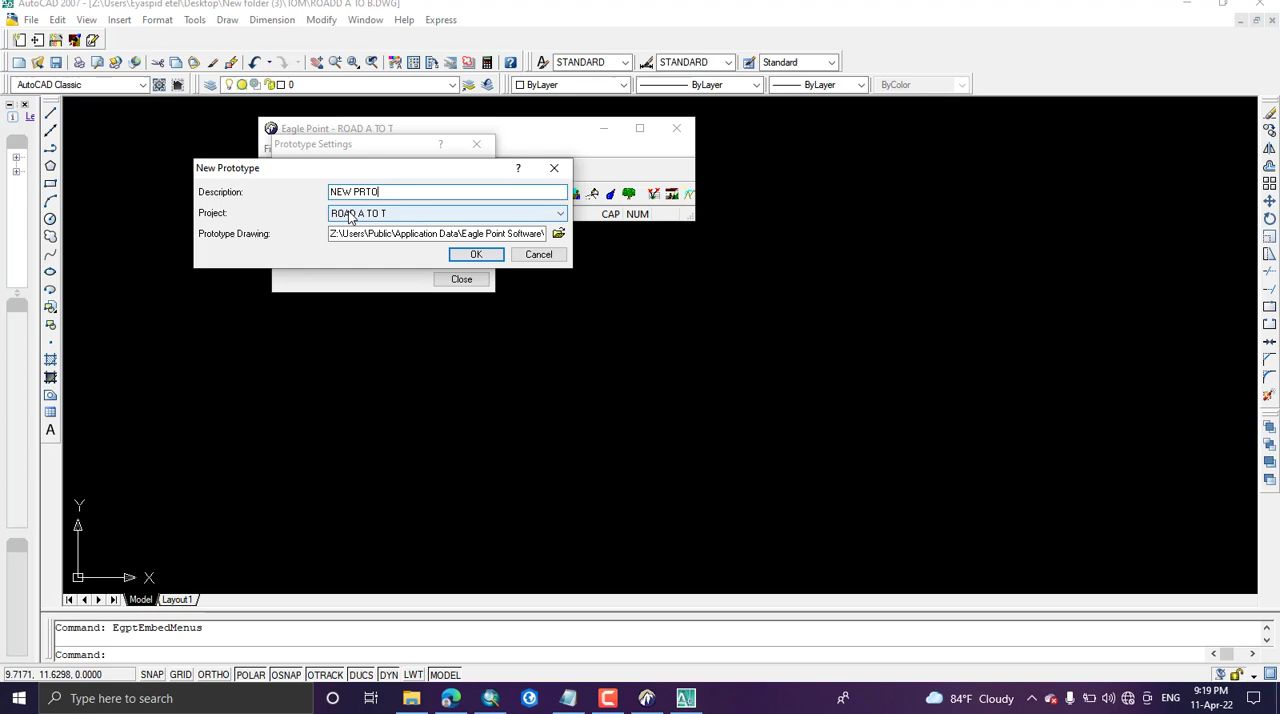 AutoCAD 2007 - [Z:\Users\Eyaspid etel\Desktop\New folder (3)\TOM\ROADD A TO B.DWG]
File Edit View Insert Format Tools Draw Dimension Modify Window Help Express
STANDARD STANDARD Standard
AutoCAD Classic 0 ByLayer ByLayer ByLayer ByColor
Eagle Point - ROAD A TO T
Prototype Settings ? ×
New Prototype ? ×
Description: NEW PRTO
Project: ROAD A TO T
Prototype Drawing: Z:\Users\Public\Application Data\Eagle Point Software\
CAP NUM
OK Cancel
Close
Y
X
Model Layout1
Command: EgptEmbedMenus
Command:
9.7171, 11.6298, 0.0000 SNAP GRID ORTHO POLAR OSNAP OTRACK DUCS DYN LWT MODEL
Type here to search
84°F Cloudy ENG 9:19 PM
11-Apr-22